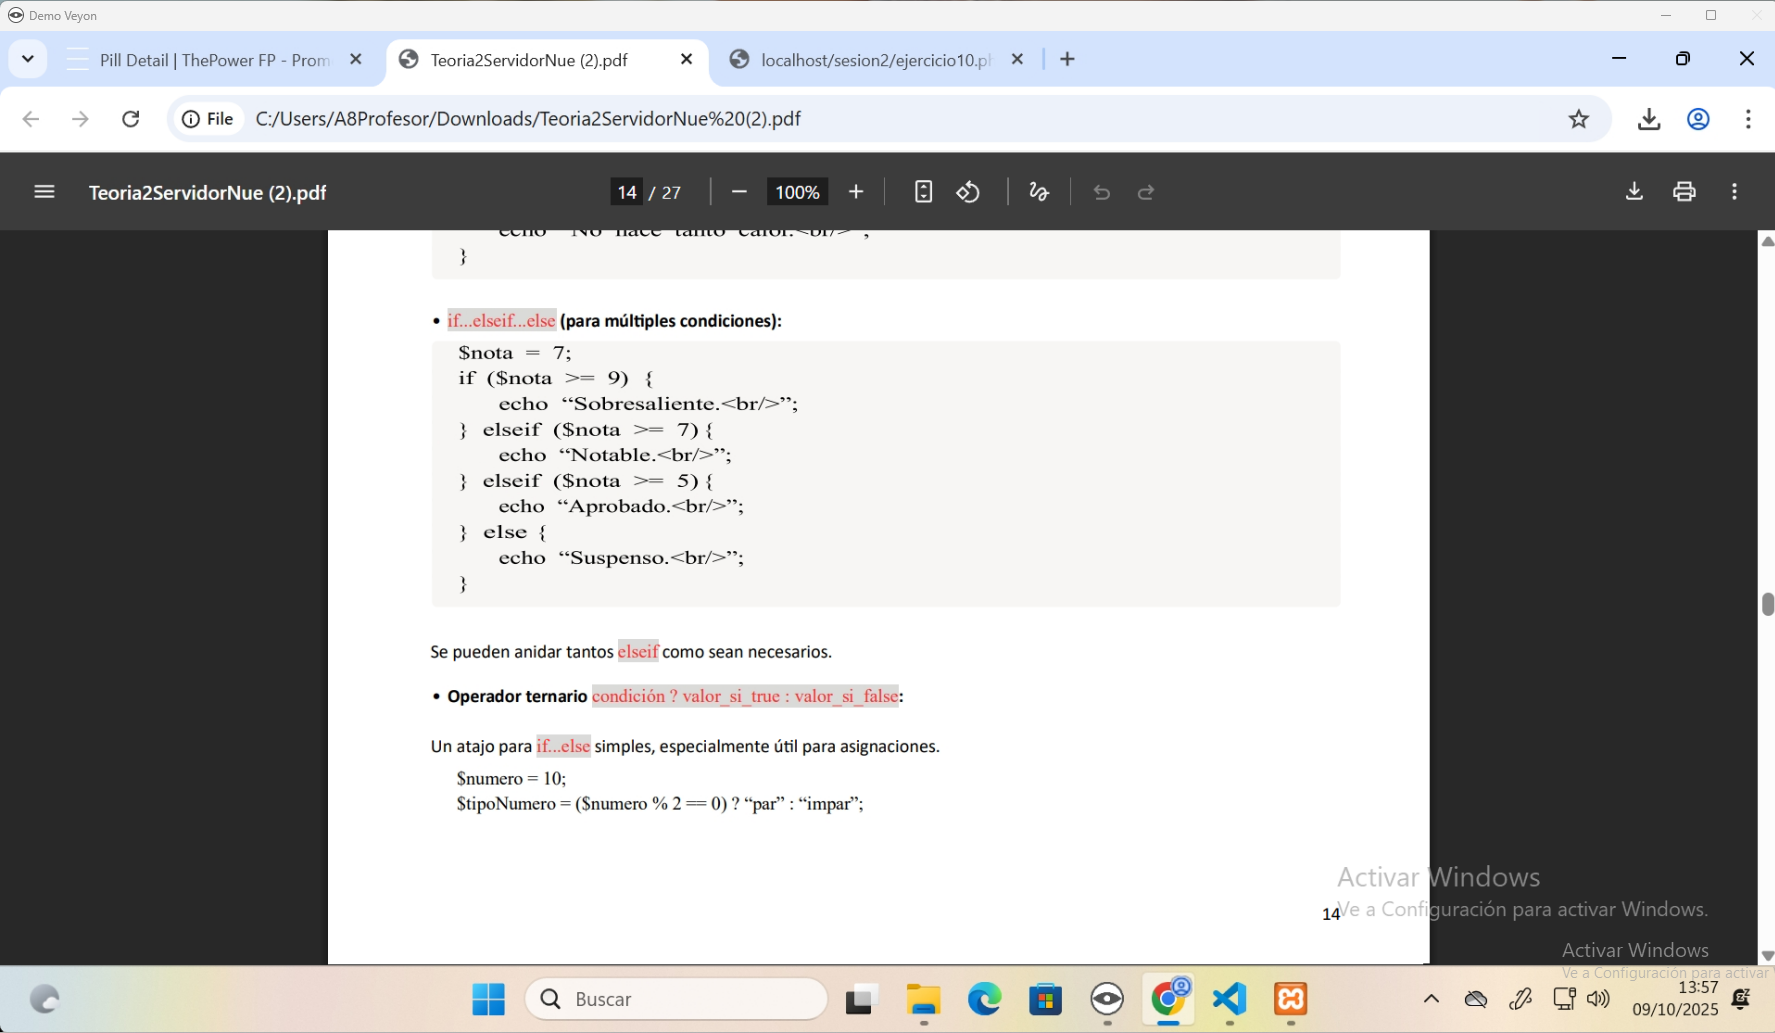 Demo Veyon
Pill Detail | ThePower FP - Prom
Teoria2ServidorNue (2).pdf
localhost/sesion2/ejercicio10.ph
File
C:/Users/A8Profesor/Downloads/Teoria2ServidorNue%20(2).pdf
Teoria2ServidorNue (2).pdf
14 / 27
100%
echo “No hace tanto calor.<br/>”;
}
• if...elseif...else (para múltiples condiciones):
$nota = 7;
if ($nota >= 9) {
echo “Sobresaliente.<br/>”;
} elseif ($nota >= 7){
echo “Notable.<br/>”;
} elseif ($nota >= 5){
echo “Aprobado.<br/>”;
} else {
echo “Suspenso.<br/>”;
}
Se pueden anidar tantos elseif como sean necesarios.
• Operador ternario condición ? valor_si_true : valor_si_false:
Un atajo para if...else simples, especialmente útil para asignaciones.
$numero = 10;
$tipoNumero = ($numero % 2 == 0) ? “par” : “impar”;
14
Activar Windows
Ve a Configuración para activar Windows.
Activar Windows
Ve a Configuración para activar
Buscar
13:57
09/10/2025